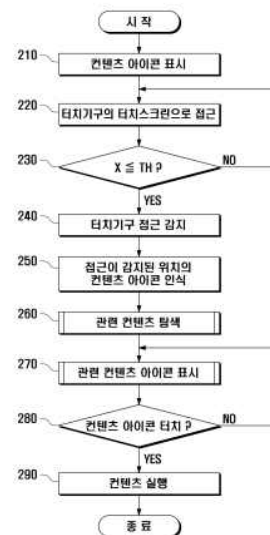 시 작
210
컨텐츠 아이콘 표시
220
터치기구의 터치스크린으로 접근
230
X ≦ TH ?
NO
YES
240
터치기구 접근 감지
250
접근이 감지된 위치의
컨텐츠 아이콘 인식
260
관련 컨텐츠 탐색
270
관련 컨텐츠 아이콘 표시
280
컨텐츠 아이콘 터치 ?
NO
YES
290
컨텐츠 실행
종 료